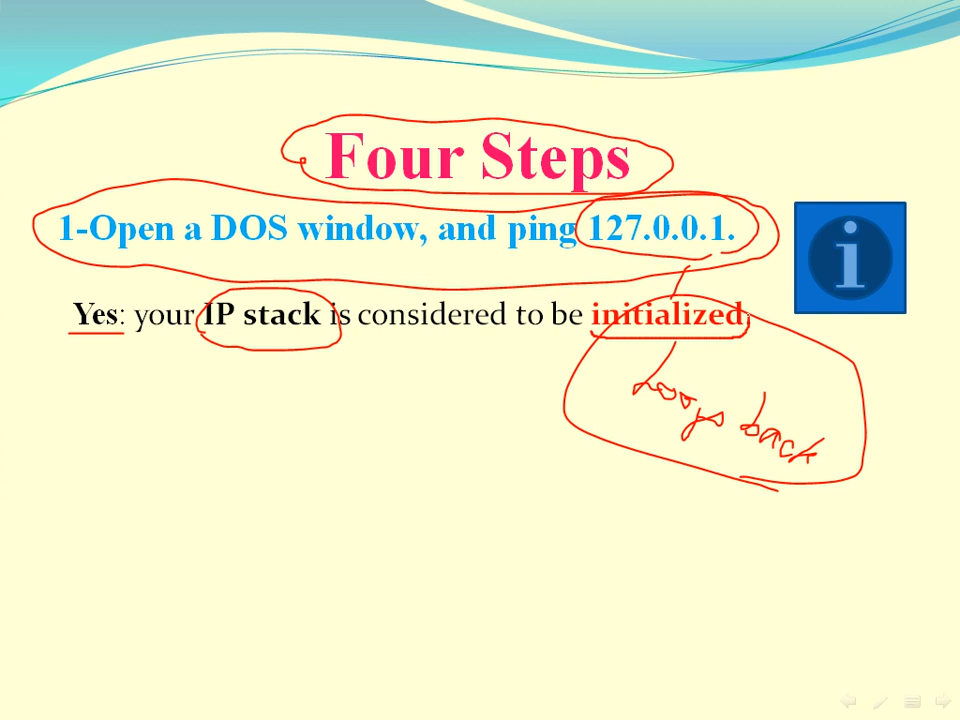 Four Steps
1-Open a DOS window, and ping 127.0.0.1.
Yes: your IP stack is considered to be initialized.
Loop back